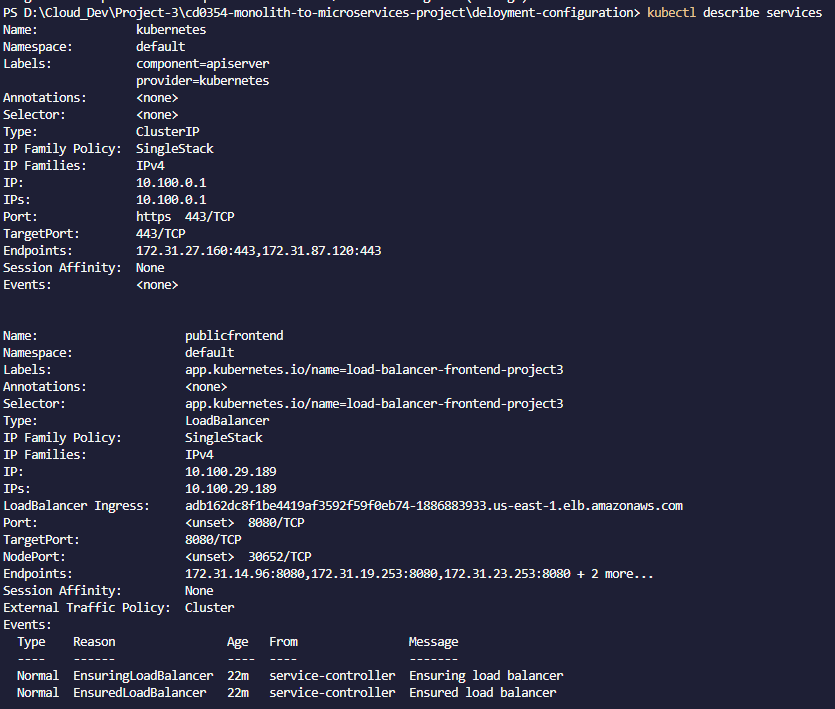 PS D:\Cloud_Dev\Project-3\cd0354-monolith-to-microservices-project\deloyment-configuration> kubectl describe services
Name:              kubernetes
Namespace:         default
Labels:            component=apiserver
                   provider=kubernetes
Annotations:       <none>
Selector:          <none>
Type:              ClusterIP
IP Family Policy:  SingleStack
IP Families:       IPv4
IP:                10.100.0.1
IPs:               10.100.0.1
Port:              https  443/TCP
TargetPort:        443/TCP
Endpoints:         172.31.27.160:443,172.31.87.120:443
Session Affinity:  None
Events:            <none>
Name:                     publicfrontend
Namespace:                default
Labels:                   app.kubernetes.io/name=load-balancer-frontend-project3
Annotations:              <none>
Selector:                 app.kubernetes.io/name=load-balancer-frontend-project3
Type:                     LoadBalancer
IP Family Policy:         SingleStack
IP Families:              IPv4
IP:                       10.100.29.189
IPs:                      10.100.29.189
LoadBalancer Ingress:     adb162dc8f1be4419af3592f59f0eb74-1886883933.us-east-1.elb.amazonaws.com
Port:                     <unset>  8080/TCP
TargetPort:               8080/TCP
NodePort:                 <unset>  30652/TCP
Endpoints:                172.31.14.96:8080,172.31.19.253:8080,172.31.23.253:8080 + 2 more...
Session Affinity:         None
External Traffic Policy:  Cluster
Events:
  Type    Reason                Age   From                Message
  ----    ------                ----  ----                -------
  Normal  EnsuringLoadBalancer  22m   service-controller  Ensuring load balancer
  Normal  EnsuredLoadBalancer   22m   service-controller  Ensured load balancer